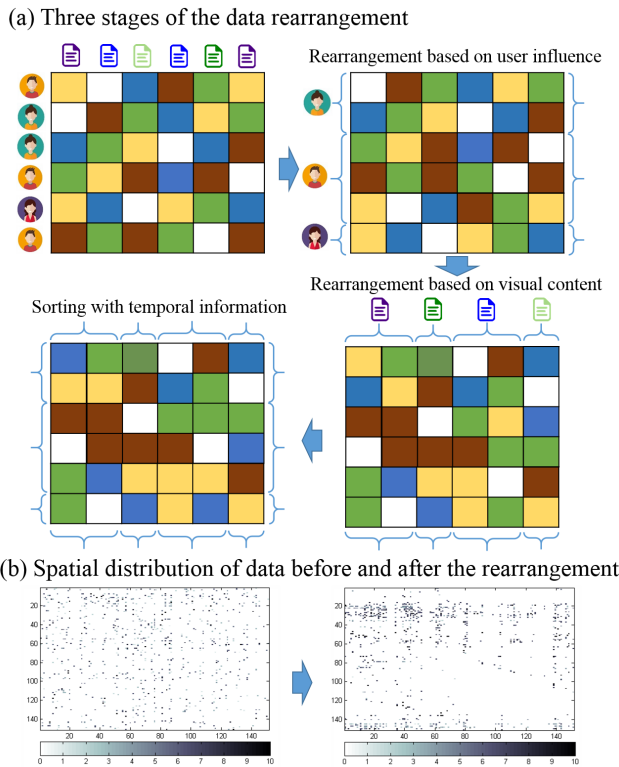 (a) Three stages of the data rearrangement
Rearrangement based on user influence
Rearrangement based on visual content
Sorting with temporal information
(b) Spatial distribution of data before and after the rearrangement
20
40
60
80
100
120
140
20 40 60 80 100 120 140
0 1 2 3 4 5 6 7 8 9 10
20
40
60
80
100
120
140
20 40 60 80 100 120 140
0 1 2 3 4 5 6 7 8 9 10